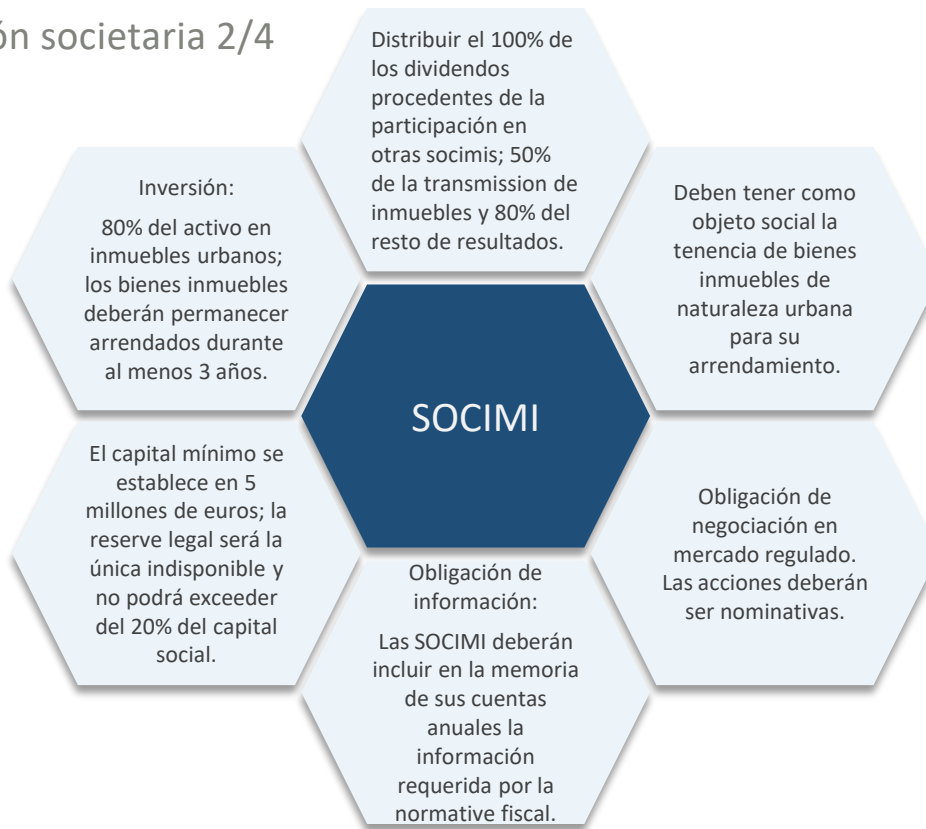 ón societaria 2/4
Distribuir el 100% de
los dividendos
procedentes de la
participación en
otras socimis; 50%
de la transmission de
inmuebles y 80% del
resto de resultados.
Inversión:
80% del activo en
inmuebles urbanos;
los bienes inmuebles
deberán permanecer
arrendados durante
al menos 3 años.
Deben tener como
objeto social la
tenencia de bienes
inmuebles de
naturaleza urbana
para su
arrendamiento.
SOCIMI
El capital mínimo se
establece en 5
millones de euros; la
reserve legal será la
única indisponible y
no podrá exceeder
del 20% del capital
social.
Obligación de
negociación en
mercado regulado.
Las acciones deberán
ser nominativas.
Obligación de
información:
Las SOCIMI deberán
incluir en la memoria
de sus cuentas
anuales la
información
requerida por la
normative fiscal.